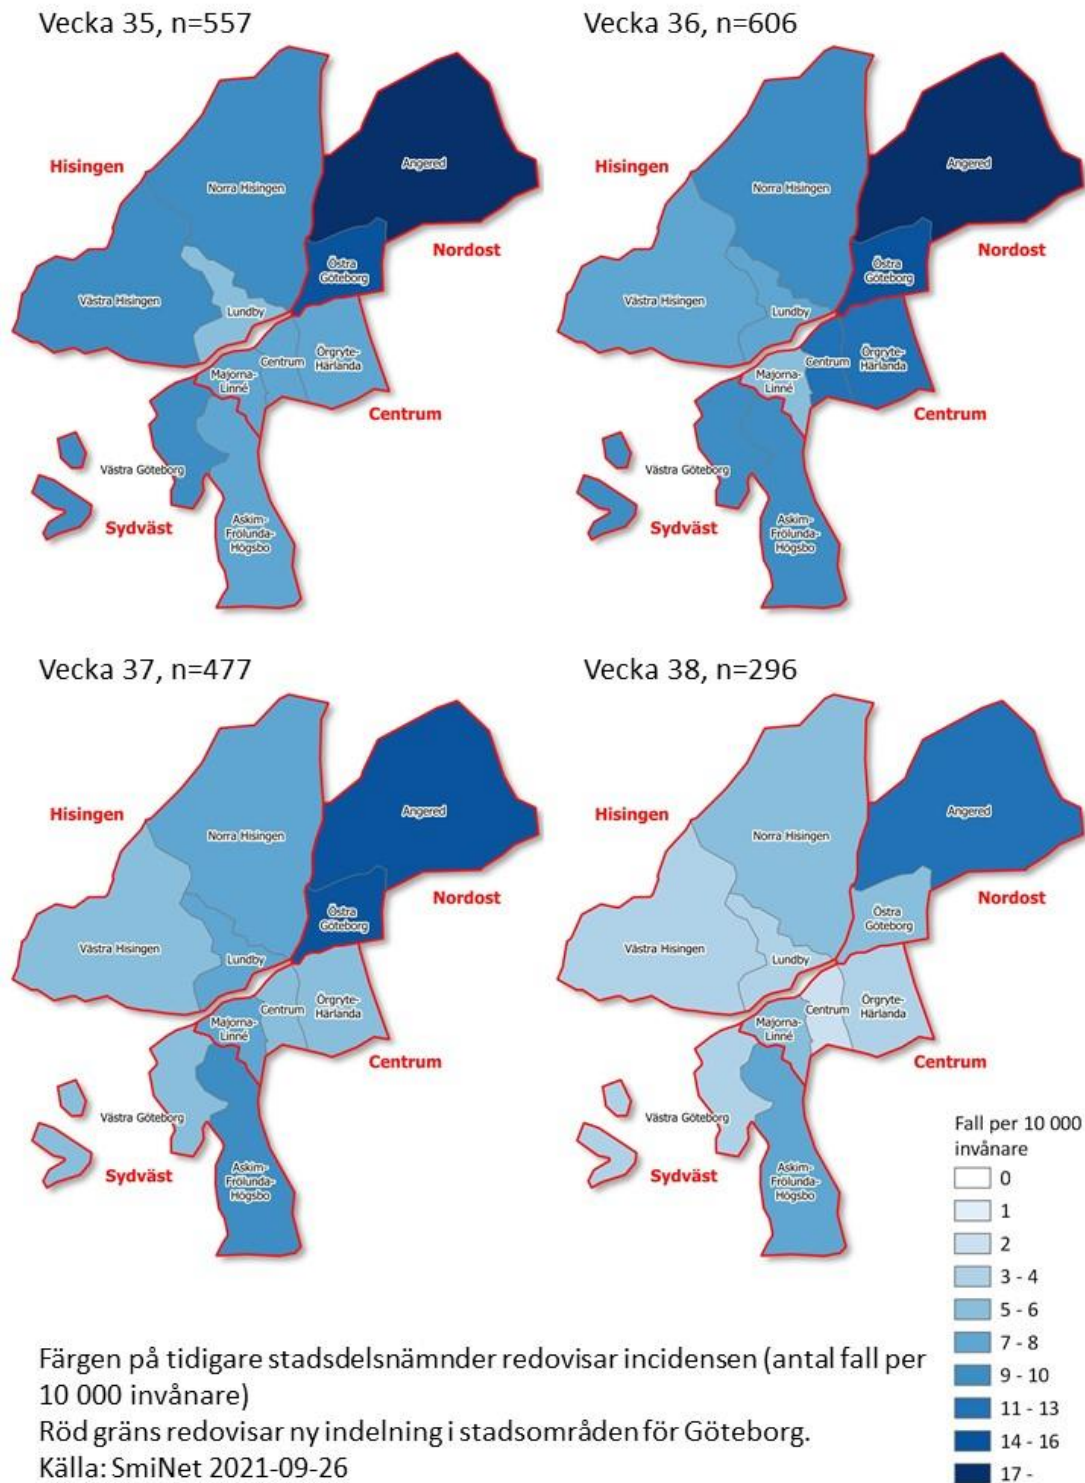 Vecka 35, n=557
Vecka 36, n=606
Hisingen
Norra Hisingen
Angered
Nordost
Östra
Göteborg
Västra Hisingen
Lundby
Centrum
Örgryte-
Härlanda
Majorna-
Linné
Centrum
Västra Göteborg
Sydväst
Askim-
Frölunda-
Högsbo
Hisingen
Norra Hisingen
Angered
Nordost
Östra
Göteborg
Västra Hisingen
Lundby
Centrum
Örgryte-
Härlanda
Majorna-
Linné
Centrum
Västra Göteborg
Sydväst
Askim-
Frölunda-
Högsbo
Vecka 37, n=477
Vecka 38, n=296
Hisingen
Norra Hisingen
Angered
Nordost
Östra
Göteborg
Västra Hisingen
Lundby
Centrum
Örgryte-
Härlanda
Majorna-
Linné
Centrum
Västra Göteborg
Sydväst
Askim-
Frölunda-
Högsbo
Hisingen
Norra Hisingen
Angered
Nordost
Östra
Göteborg
Västra Hisingen
Lundby
Centrum
Örgryte-
Härlanda
Majorna-
Linné
Centrum
Västra Göteborg
Sydväst
Askim-
Frölunda-
Högsbo
Fall per 10 000
invånare
0
1
2
3 - 4
5 - 6
7 - 8
9 - 10
11 - 13
14 - 16
17 -
Färgen på tidigare stadsdelsnämnder redovisar incidensen (antal fall per
10 000 invånare)
Röd gräns redovisar ny indelning i stadsområden för Göteborg.
Källa: SmiNet 2021-09-26